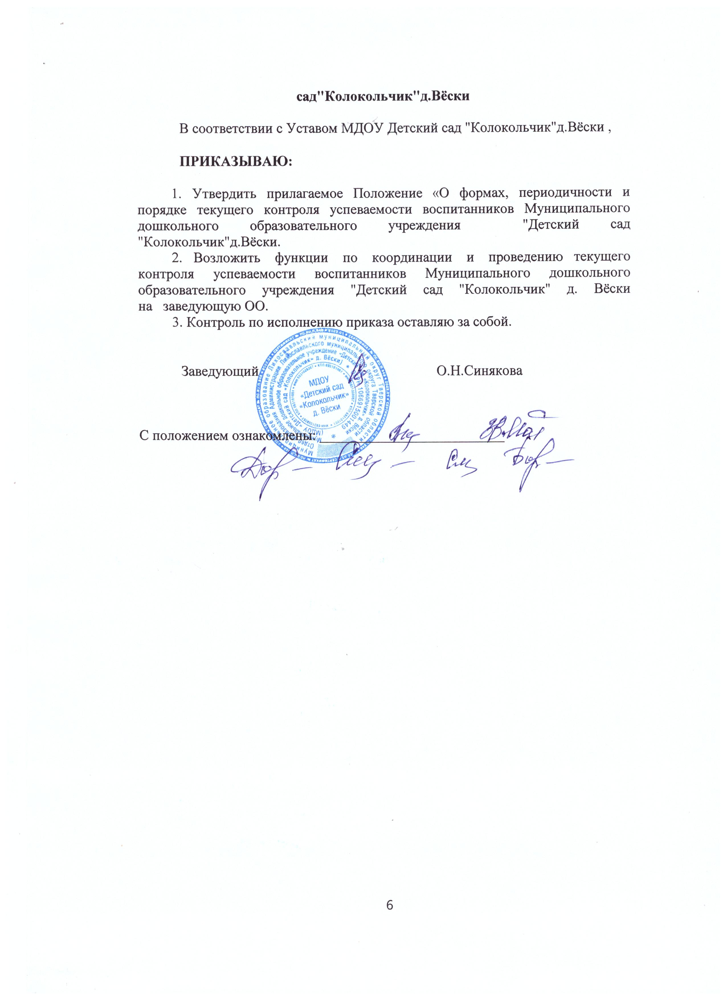 сад"Колокольчик"д.Вёски
В соответствии с Уставом МДОУ Детский сад "Колокольчик"д.Вёски ,
ПРИКАЗЫВАЮ:
1. Утвердить прилагаемое Положение «О формах, периодичности и
порядке текущего контроля успеваемости воспитанников Муниципального
дошкольного образовательного учреждения "Детский сад
"Колокольчик"д.Вёски.
2. Возложить функции по координации и проведению текущего
контроля успеваемости воспитанников Муниципального дошкольного
образовательного учреждения "Детский сад "Колокольчик" д. Вёски
на заведующую ОО.
3. Контроль по исполнению приказа оставляю за собой.
Заведующий О.Н.Синякова
МДОУ
«Детский сад
«Колокольчик»
д. Вёски
С положением ознакомлены:
6